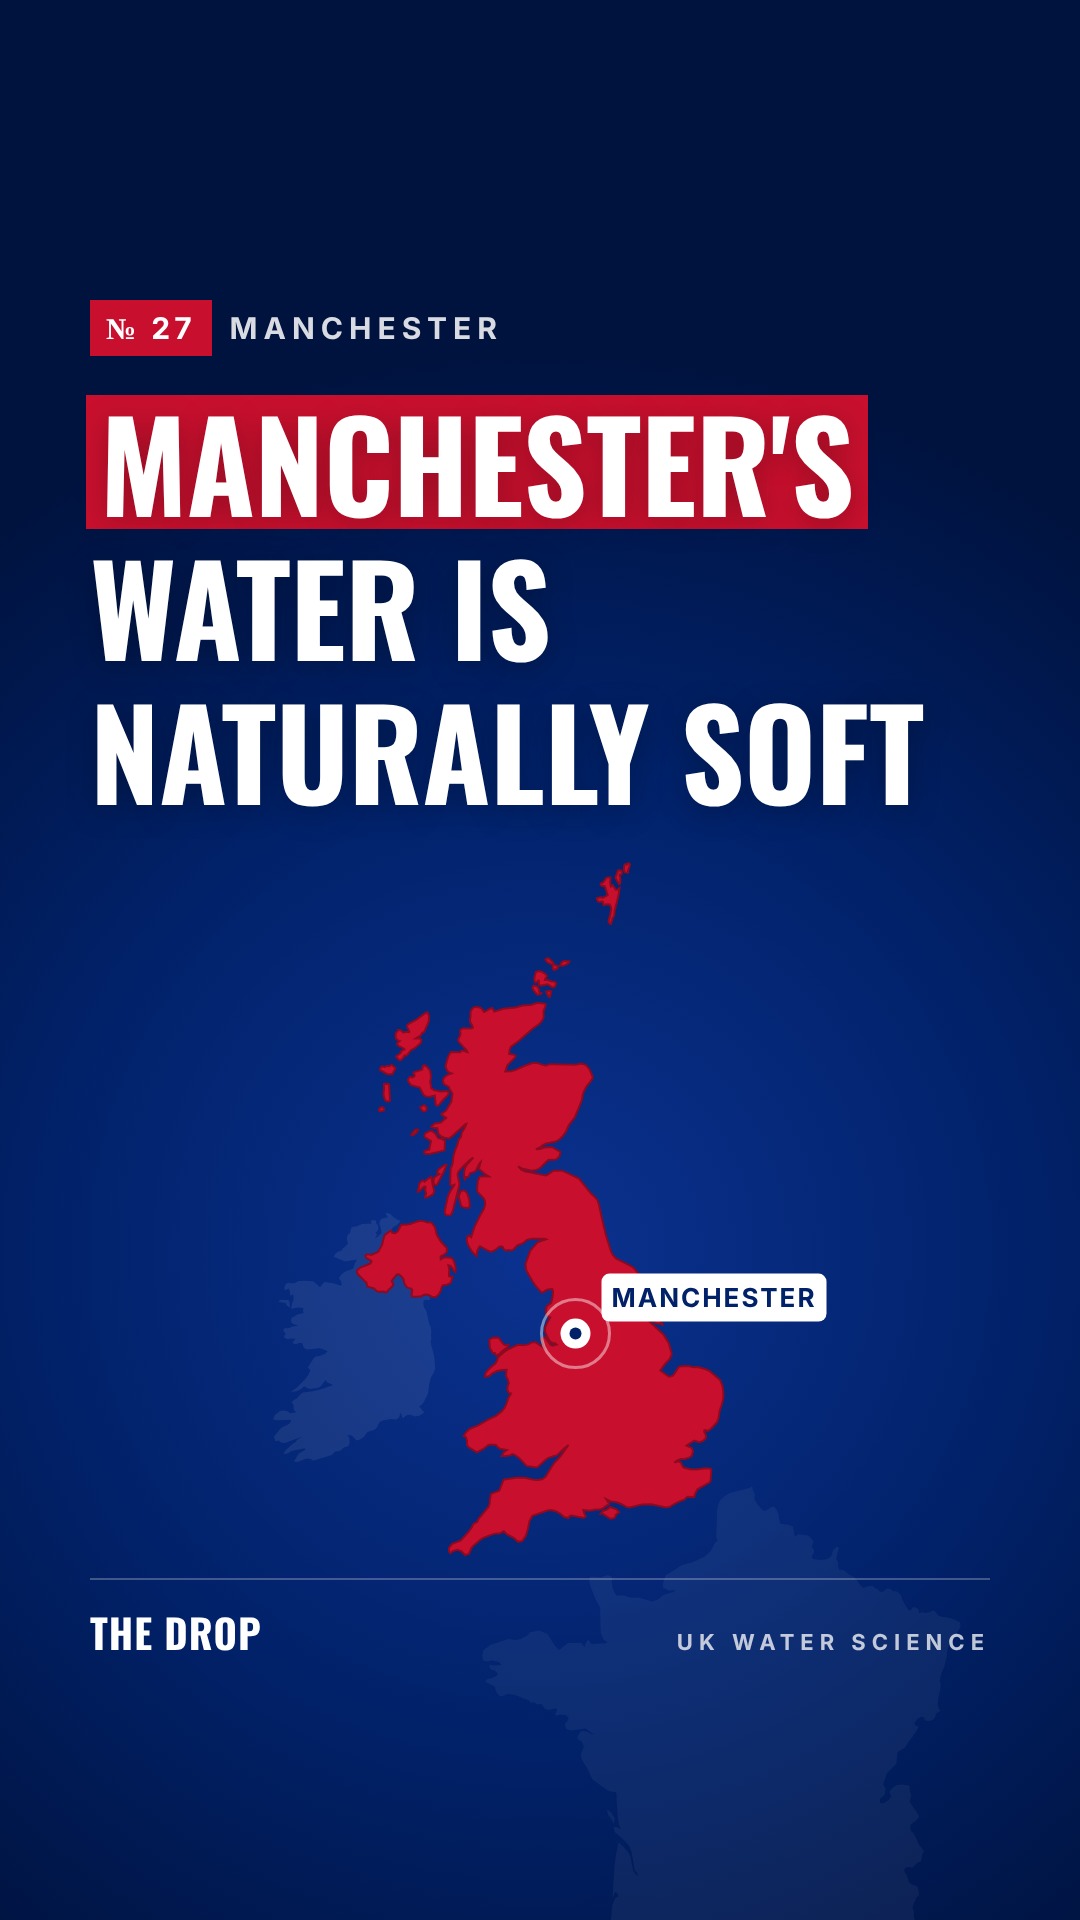 № 27 MANCHESTER
MANCHESTER'S
WATER IS
NATURALLY SOFT
MANCHESTER
THE DROP
UK WATER SCIENCE